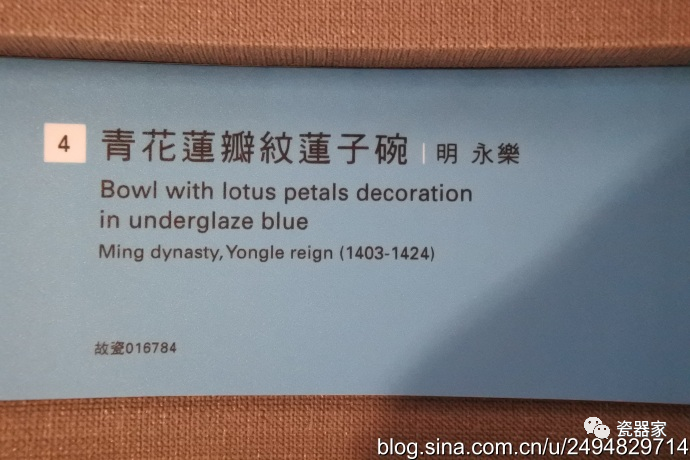 4 青花蓮瓣紋蓮子碗 | 明 永樂
Bowl with lotus petals decoration
in underglaze blue
Ming dynasty, Yongle reign (1403-1424)
故瓷016784
瓷器家
blog.sina.com.cn/u/2494829714